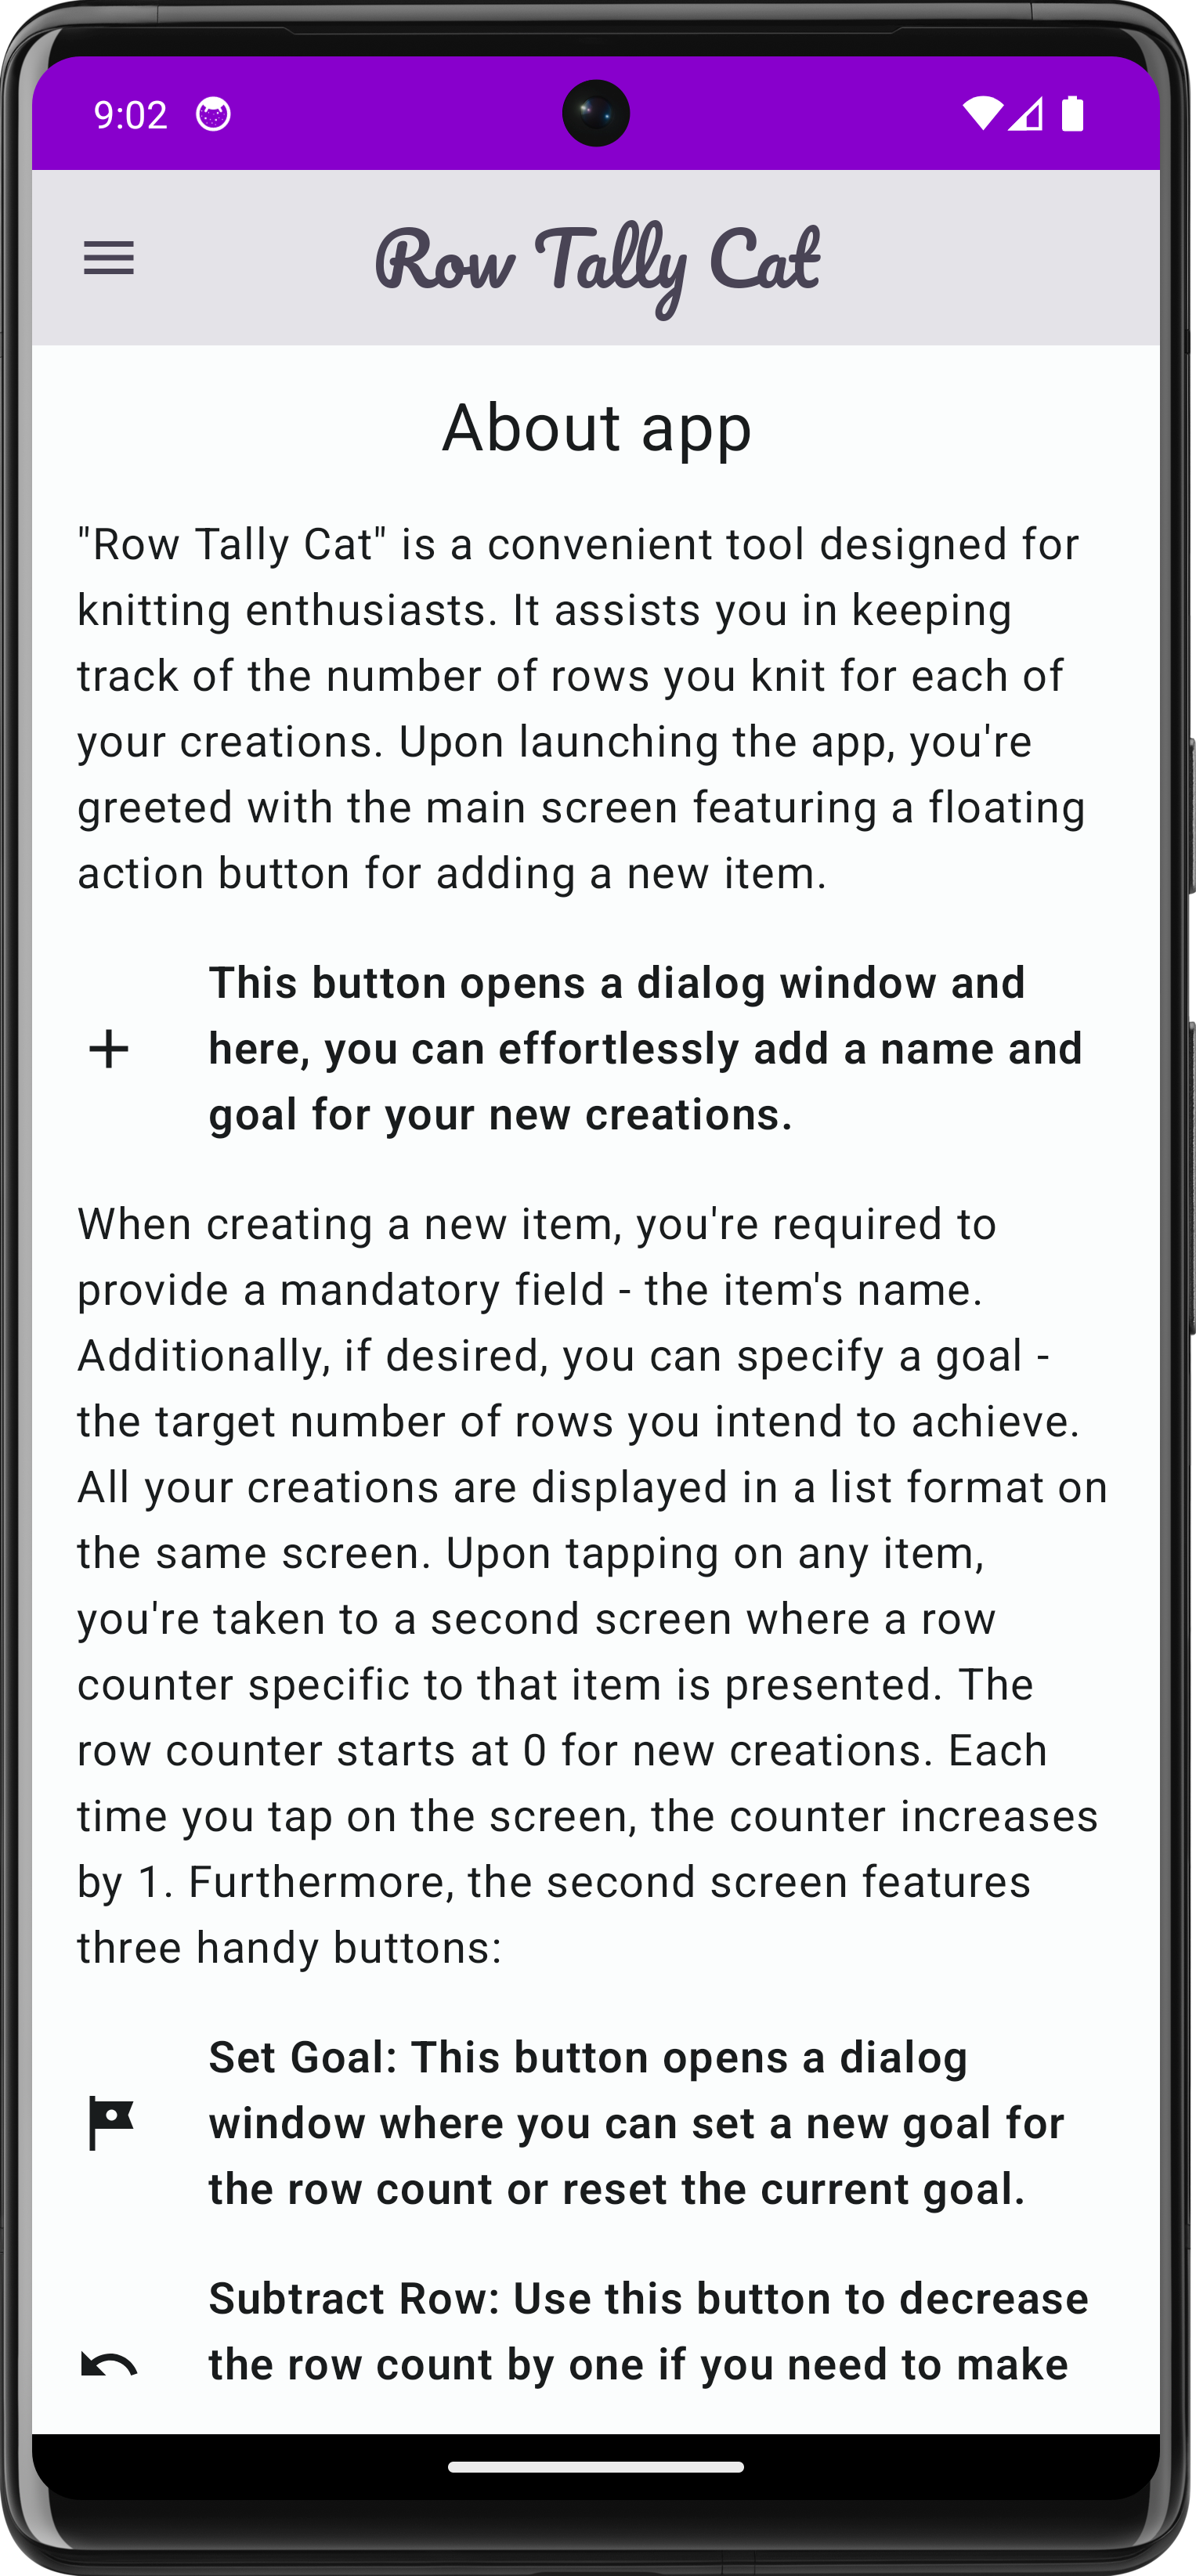 9:02
Row Tally Cat
About app
"Row Tally Cat" is a convenient tool designed for
knitting enthusiasts. It assists you in keeping
track of the number of rows you knit for each of
your creations. Upon launching the app, you're
greeted with the main screen featuring a floating
action button for adding a new item.
This button opens a dialog window and
here, you can effortlessly add a name and
goal for your new creations.
When creating a new item, you're required to
provide a mandatory field - the item's name.
Additionally, if desired, you can specify a goal -
the target number of rows you intend to achieve.
All your creations are displayed in a list format on
the same screen. Upon tapping on any item,
you're taken to a second screen where a row
counter specific to that item is presented. The
row counter starts at 0 for new creations. Each
time you tap on the screen, the counter increases
by 1. Furthermore, the second screen features
three handy buttons:
Set Goal: This button opens a dialog
window where you can set a new goal for
the row count or reset the current goal.
Subtract Row: Use this button to decrease
the row count by one if you need to make